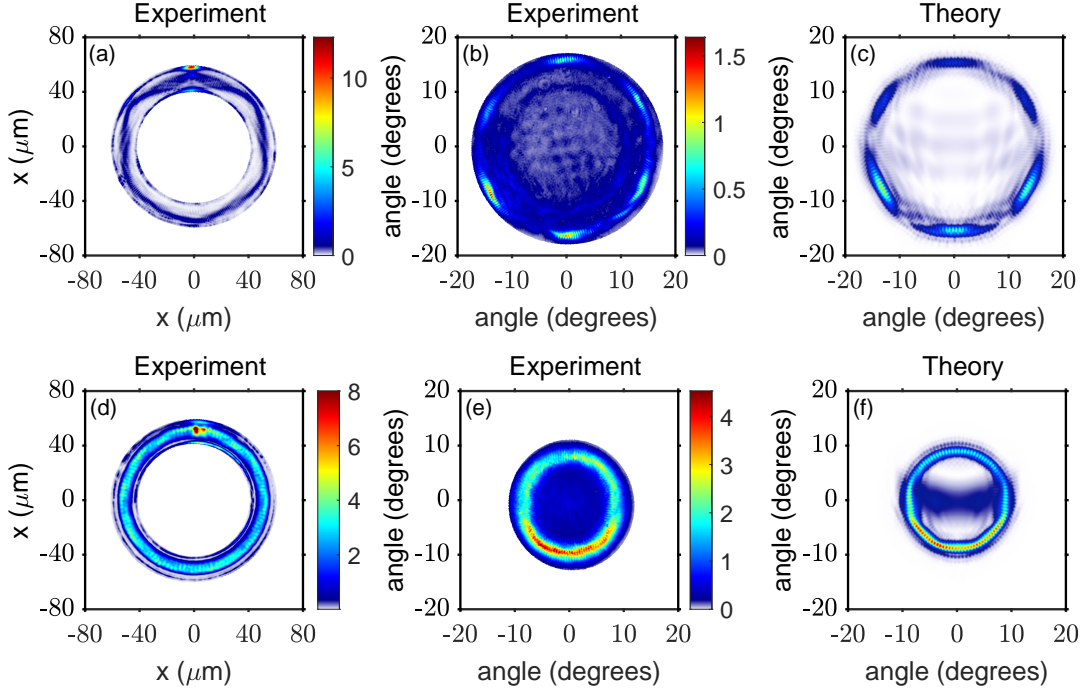 Experiment Experiment Theory
(a) (b) (c)
80 40 0 -40 -80
-80 -40 0 40 80
x (μm)
x (μm)
10 5 0
20 10 0 -10 -20
-20 -10 0 10 20
angle (degrees)
angle (degrees)
1.5 1 0.5 0
20 10 0 -10 -20
-20 -10 0 10 20
angle (degrees)
angle (degrees)
Experiment Experiment Theory
(d) (e) (f)
80 40 0 -40 -80
-80 -40 0 40 80
x (μm)
x (μm)
8 6 4 2
20 10 0 -10 -20
-20 -10 0 10 20
angle (degrees)
angle (degrees)
4 3 2 1 0
20 10 0 -10 -20
-20 -10 0 10 20
angle (degrees)
angle (degrees)